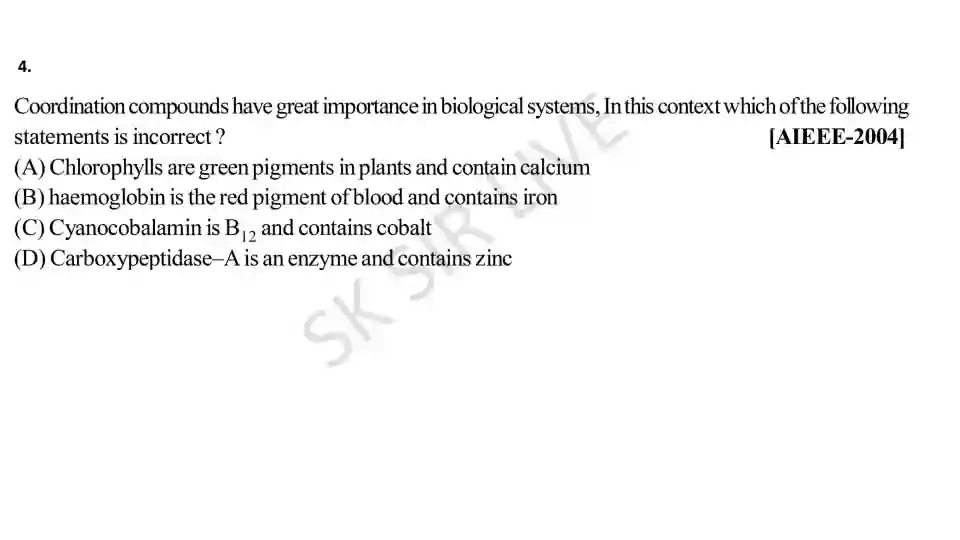 4.
Coordination compounds have great importance in biological systems, In this context which of the following
statements is incorrect ? [AIEEE-2004]
(A) Chlorophylls are green pigments in plants and contain calcium
(B) haemoglobin is the red pigment of blood and contains iron
(C) Cyanocobalamin is B₁₂ and contains cobalt
(D) Carboxypeptidase–A is an enzyme and contains zinc
SK SIR LIVE